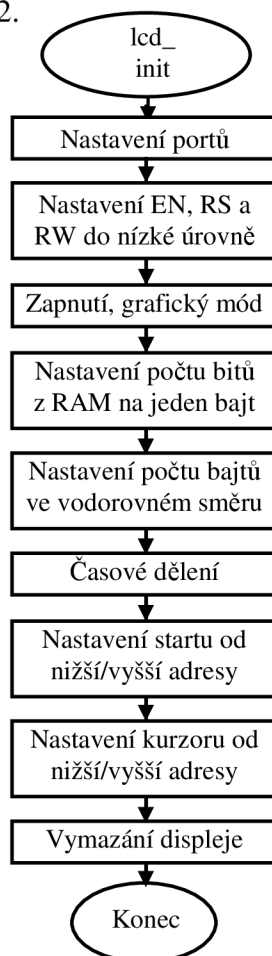 2.
lcd_
init
Nastavení portů
Nastavení EN, RS a
RW do nízké úrovně
Zapnutí, grafický mód
Nastavení počtu bitů
z RAM na jeden bajt
Nastavení počtu bajtů
ve vodorovném směru
Časové dělení
Nastavení startu od
nižší/vyšší adresy
Nastavení kurzoru od
nižší/vyšší adresy
Vymazání displeje
Konec